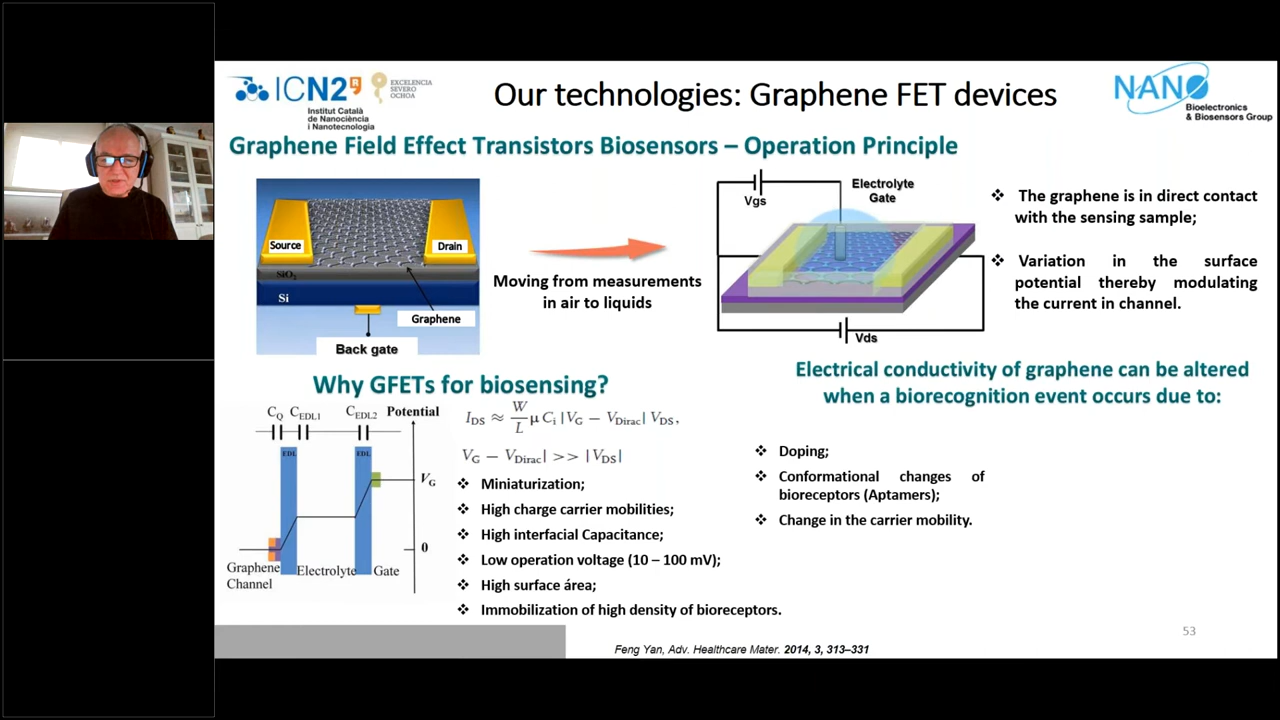 ICN2
EXCELENCIA
SEVERO
OCHOA
Institut Català
de Nanociència
i Nanotecnologia
Our technologies: Graphene FET devices
NANO
Bioelectronics
& Biosensors Group
Graphene Field Effect Transistors Biosensors – Operation Principle
Source
Drain
SiO2
Si
Graphene
Back gate
Moving from measurements
in air to liquids
Vgs
Electrolyte
Gate
Vds
❖ The graphene is in direct contact
with the sensing sample;
❖ Variation in the surface
potential thereby modulating
the current in channel.
Why GFETs for biosensing?
CQ CEDL1 CEDL2 Potential
EDL
EDL
VG
0
Graphene
Channel
Electrolyte
Gate
IDS ≈ W/L μ Ci |VG − VDirac| VDS,
VG − VDirac| >> |VDS|
❖ Miniaturization;
❖ High charge carrier mobilities;
❖ High interfacial Capacitance;
❖ Low operation voltage (10 – 100 mV);
❖ High surface área;
❖ Immobilization of high density of bioreceptors.
Electrical conductivity of graphene can be altered
when a biorecognition event occurs due to:
❖ Doping;
❖ Conformational changes of
bioreceptors (Aptamers);
❖ Change in the carrier mobility.
53
Feng Yan, Adv. Healthcare Mater. 2014, 3, 313–331